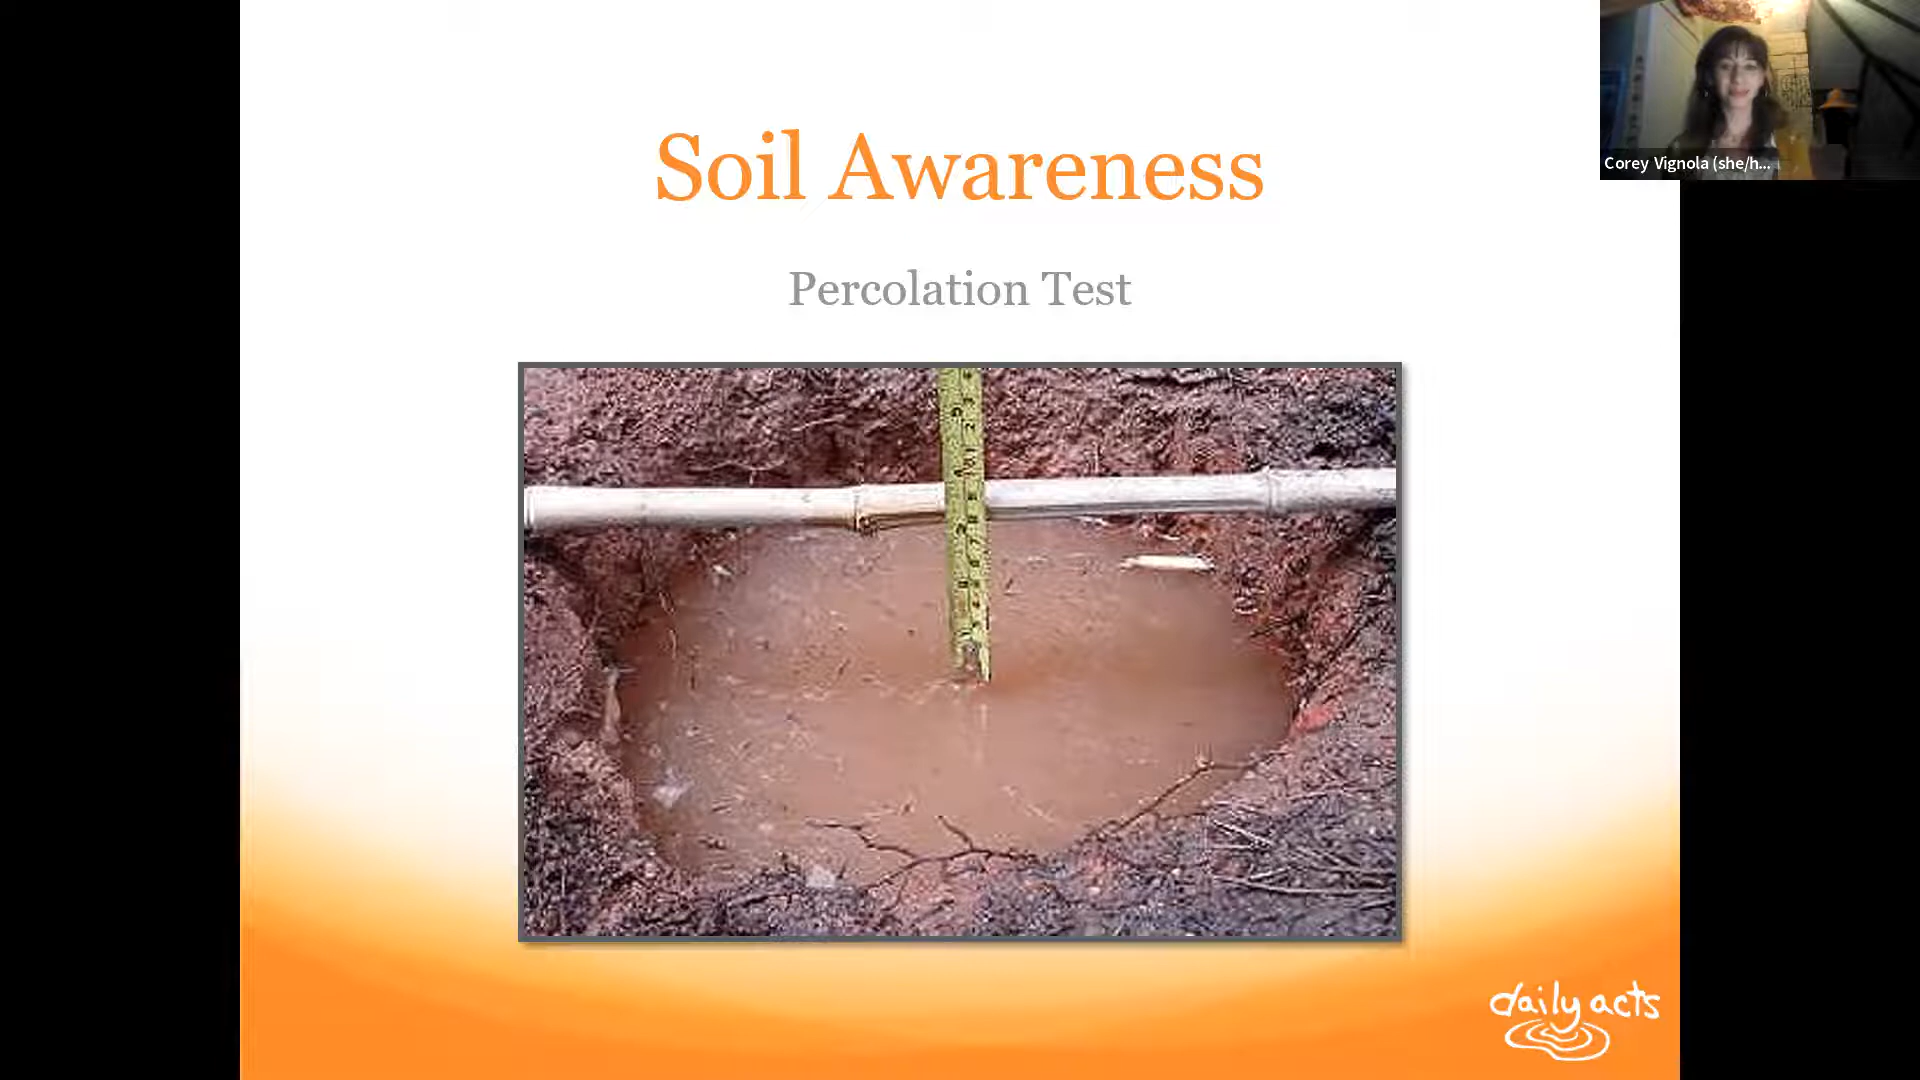 Soil Awareness
Corey Vignola (she/h...
Percolation Test
daily acts